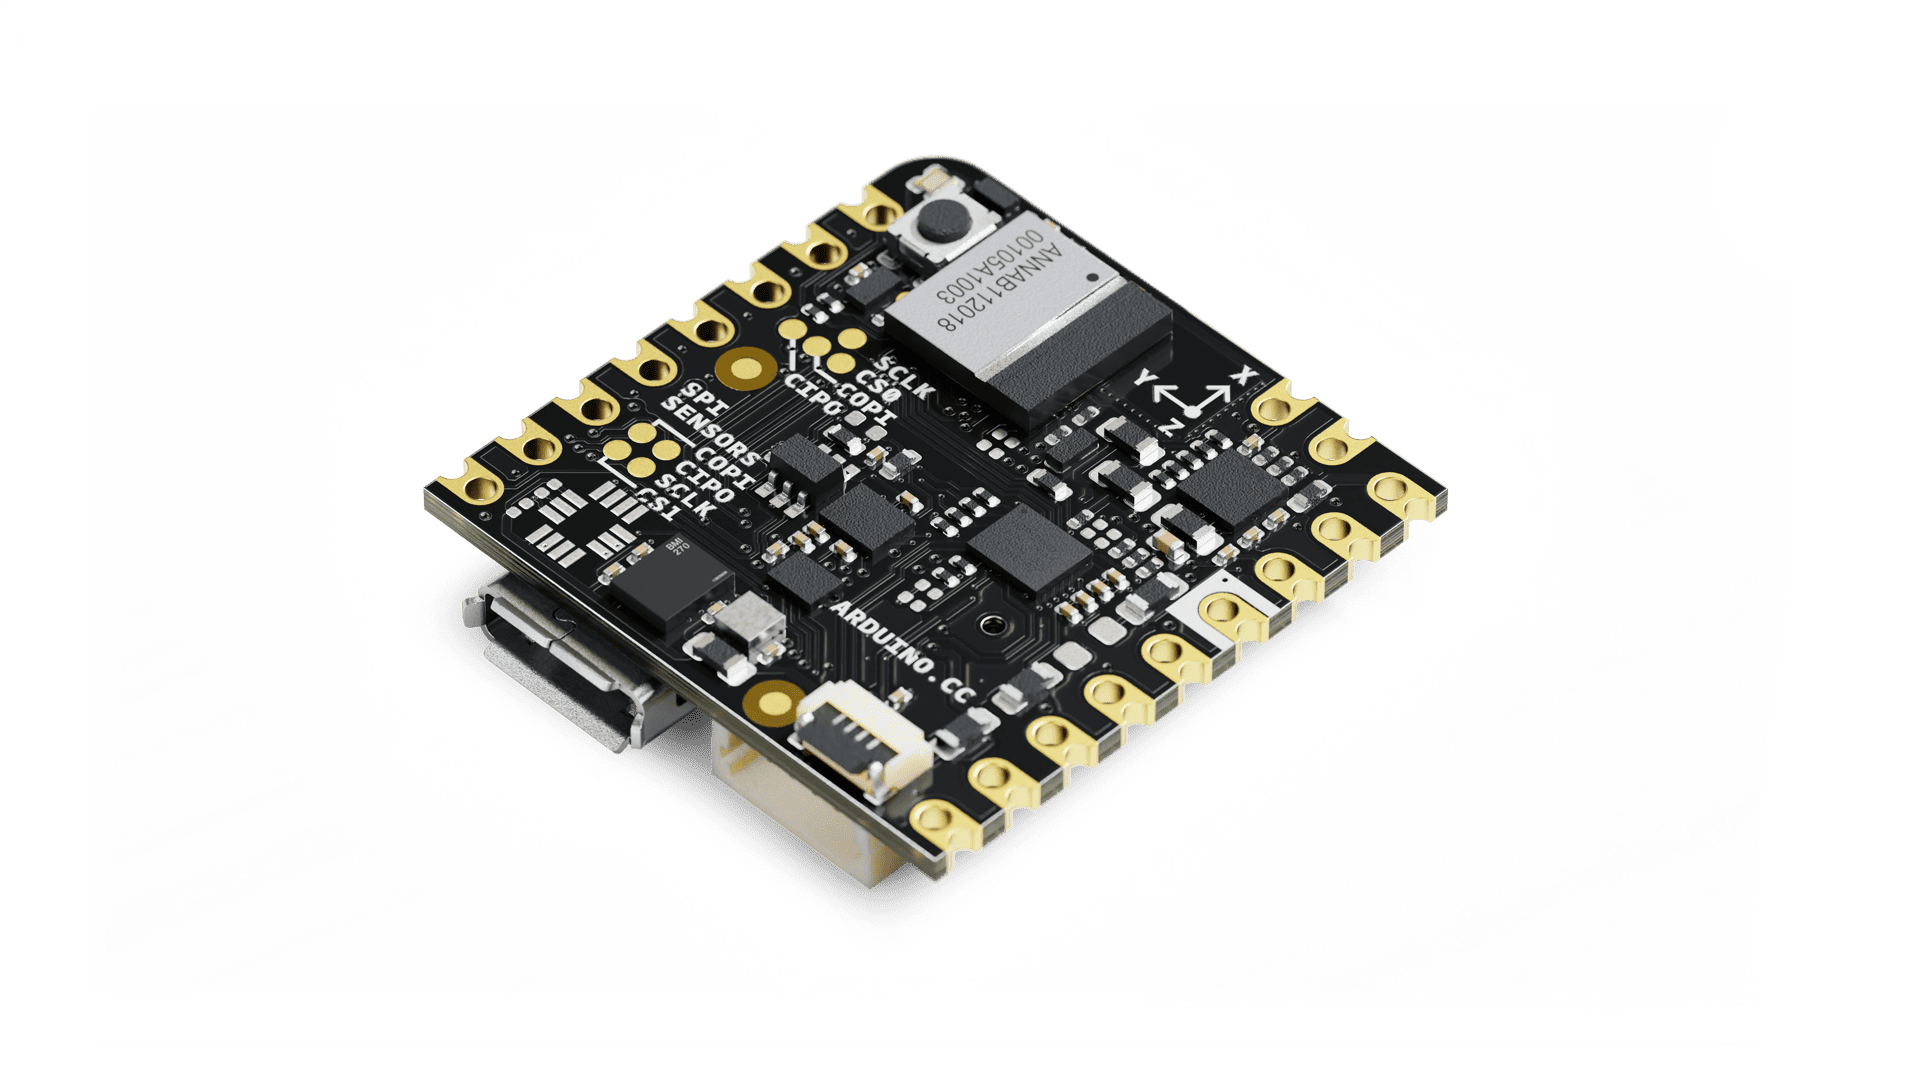 ANNAB112018
00105A1003
SCLK
CS0
COPI
CIPO
Y
X
Z
SPI
SENSORS
COPI
CIPO
SCLK
CS1
BMI
270
ARDUINO.CC